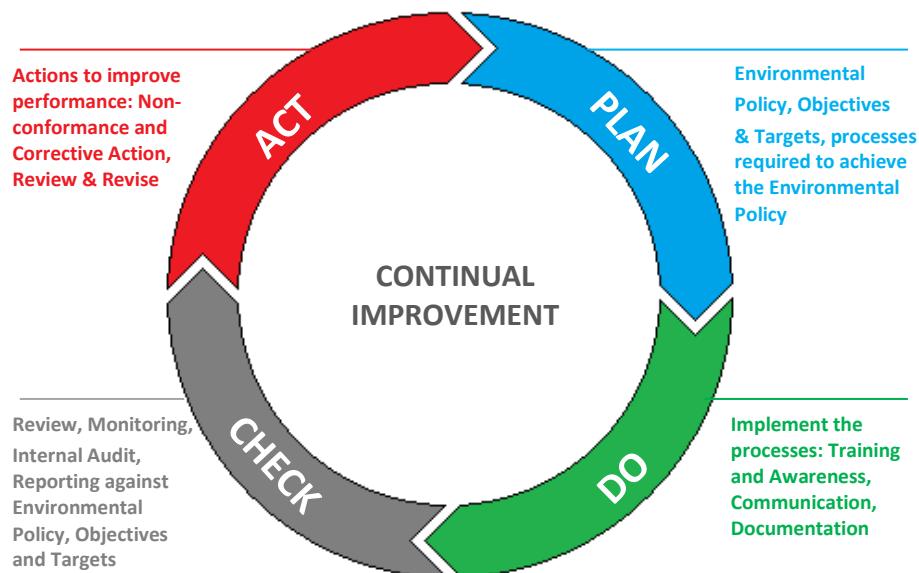 Actions to improve
performance: Non-
conformance and
Corrective Action,
Review & Revise
ACT
PLAN
Environmental
Policy, Objectives
& Targets, processes
required to achieve
the Environmental
Policy
CONTINUAL
IMPROVEMENT
Review, Monitoring,
Internal Audit,
Reporting against
Environmental
Policy, Objectives
and Targets
CHECK
DO
Implement the
processes: Training
and Awareness,
Communication,
Documentation